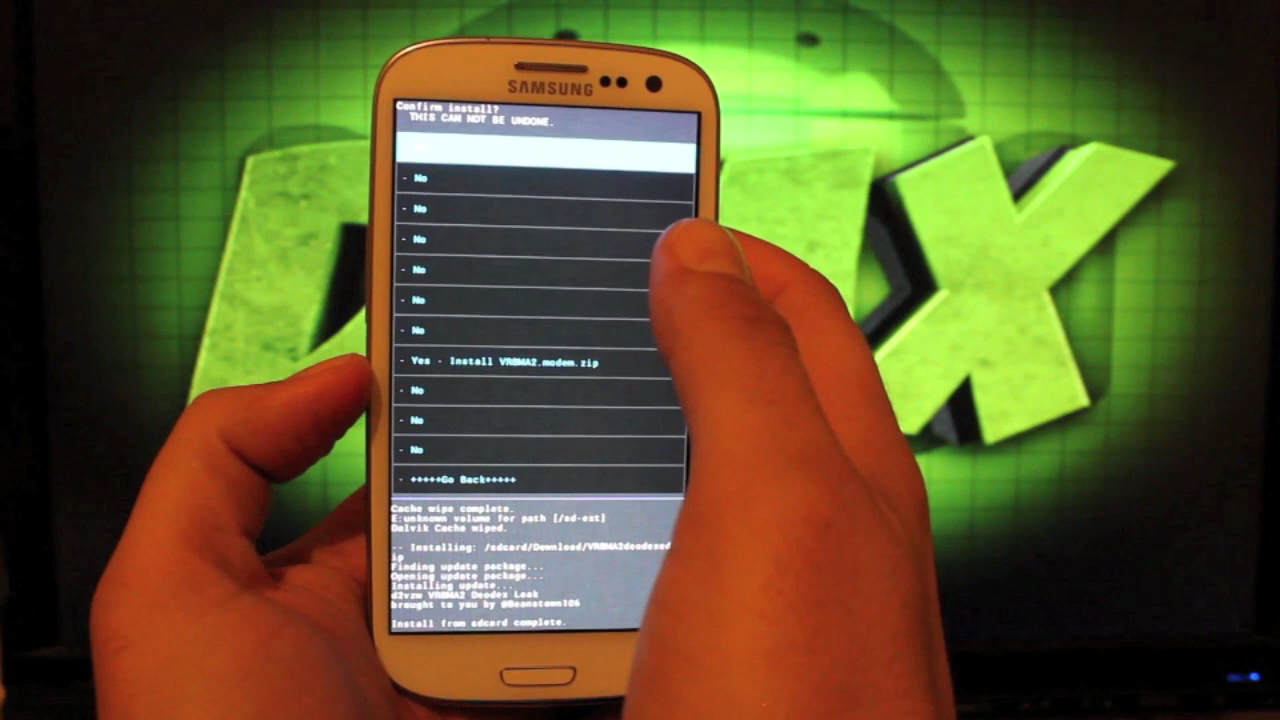 SAMSUNG
Confirm install?
THIS CAN NOT BE UNDONE.
- No
- No
- No
- No
- No
- No
- Yes - Install VRBMA2.modem.zip
- No
- No
- No
- +++++Go Back+++++
Cache wipe complete.
E:unknown volume for path [/sd-ext]
Dalvik Cache wiped.
-- Installing: /sdcard/Download/VRBMA2deodexed
ip
Finding update package...
Opening update package...
Installing update...
d2vzw VRBMA2 Deodex Leak
brought to you by @Beanstown106
Install from sdcard complete.
X